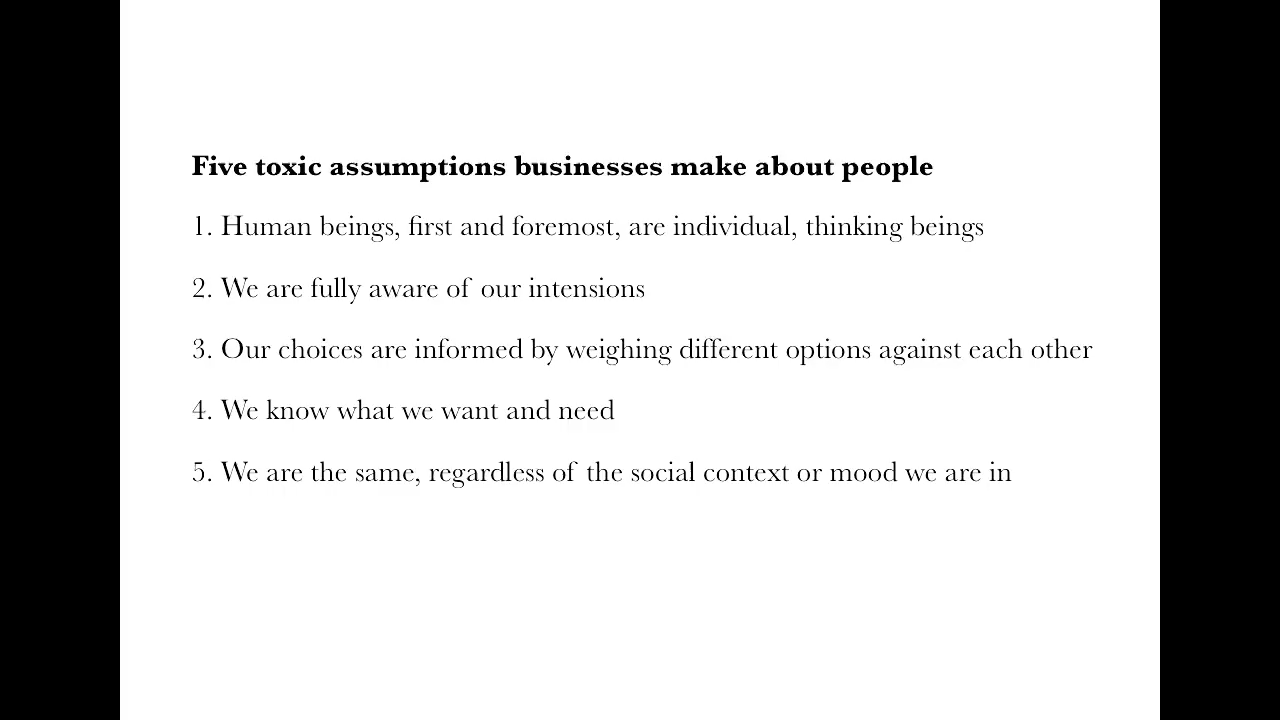 Five toxic assumptions businesses make about people
1. Human beings, first and foremost, are individual, thinking beings
2. We are fully aware of our intensions
3. Our choices are informed by weighing different options against each other
4. We know what we want and need
5. We are the same, regardless of the social context or mood we are in